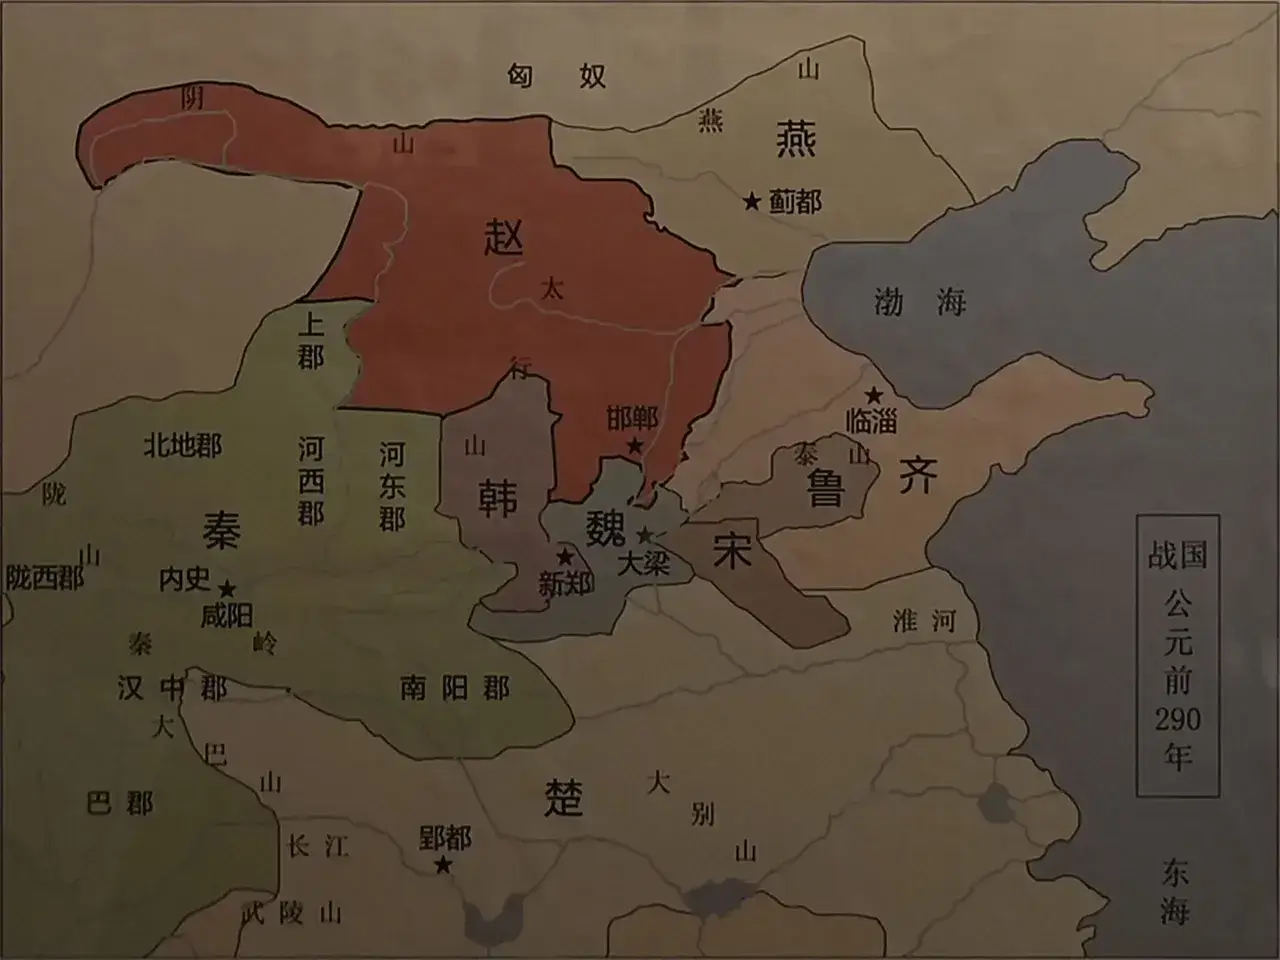 匈奴
燕山
燕
蓟都
阴山
赵
太行山
渤海
上郡
邯郸
临淄
泰山
鲁
齐
北地郡
河西郡
河东郡
韩
魏
大梁
宋
新郑
陇山
秦
陇西郡
内史
咸阳
秦岭
汉中郡
南阳郡
淮河
大巴山
巴郡
楚
大别山
郢都
长江
武陵山
战国
公元前
290
年
东海